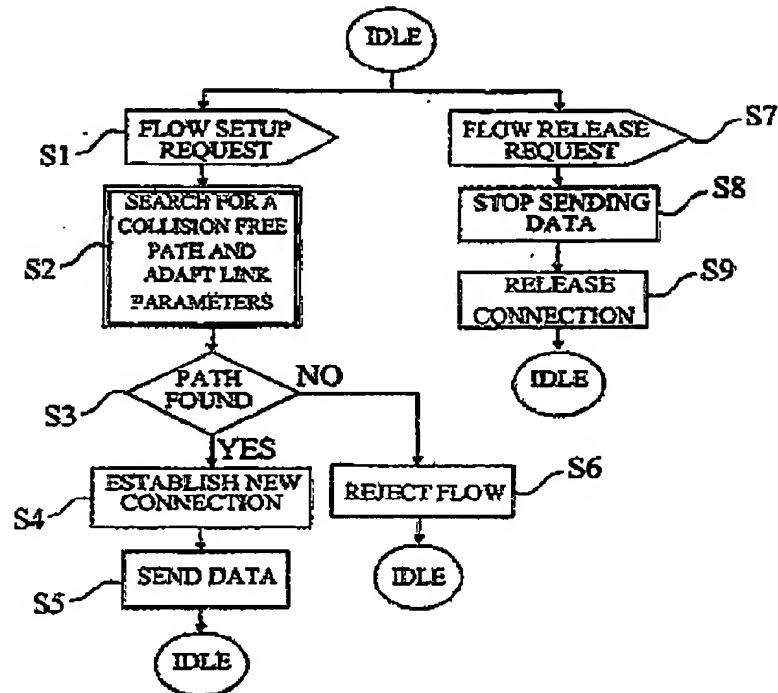 IDLE
S1
FLOW SETUP
REQUEST
FLOW RELEASE
REQUEST
S7
S2
SEARCH FOR A
COLLISION FREE
PATH AND
ADAPT LINK
PARAMETERS
STOP SENDING
DATA
S8
RELEASE
CONNECTION
S9
IDLE
S3
PATH
FOUND
NO
YES
S4
ESTABLISH NEW
CONNECTION
REJECT FLOW
S6
IDLE
S5
SEND DATA
IDLE